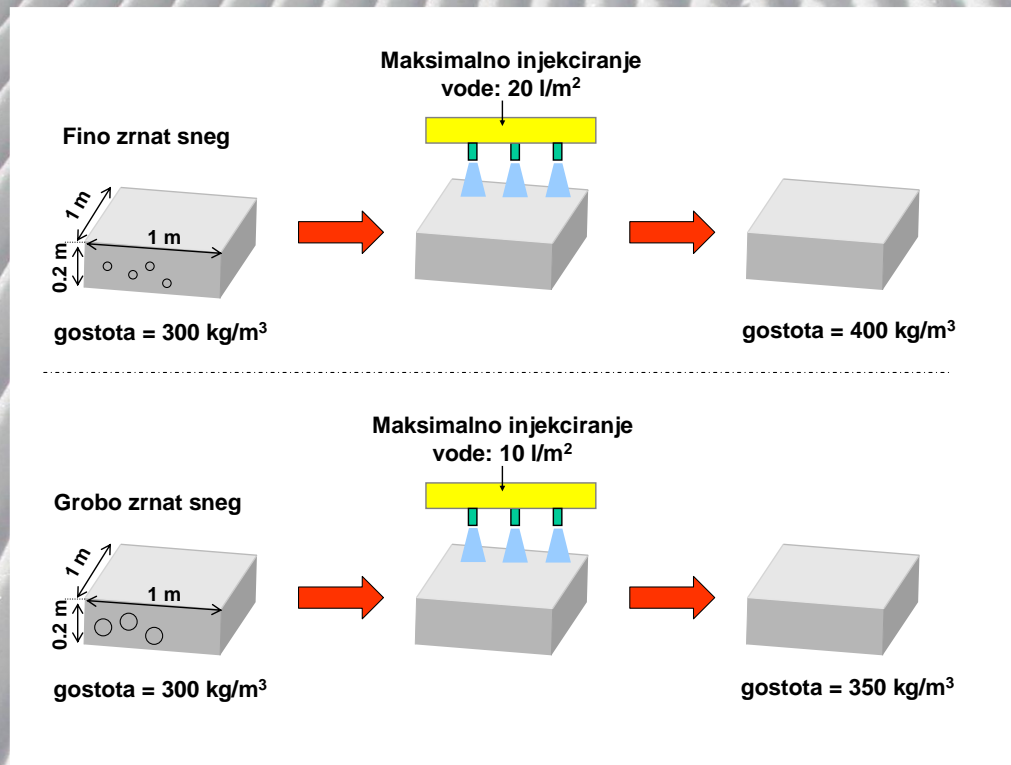 Maksimalno injekciranje
vode: 20 l/m²
Fino zrnat sneg
1 m
1 m
0.2 m
gostota = 300 kg/m³
gostota = 400 kg/m³
Maksimalno injekciranje
vode: 10 l/m²
Grobo zrnat sneg
1 m
1 m
0.2 m
gostota = 300 kg/m³
gostota = 350 kg/m³